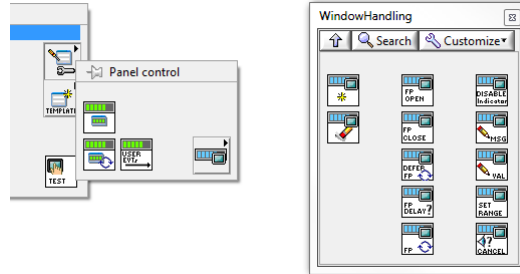 Panel control
TEMPLATE
USER
EVT,
TEST
WindowHandling
Search
Customize
FP
OPEN
DISABLE
Indicator
FP
CLOSE
MSG
DEFER
FP
VAL
FP
DELAY?
SET
RANGE
FP
?
CANCEL